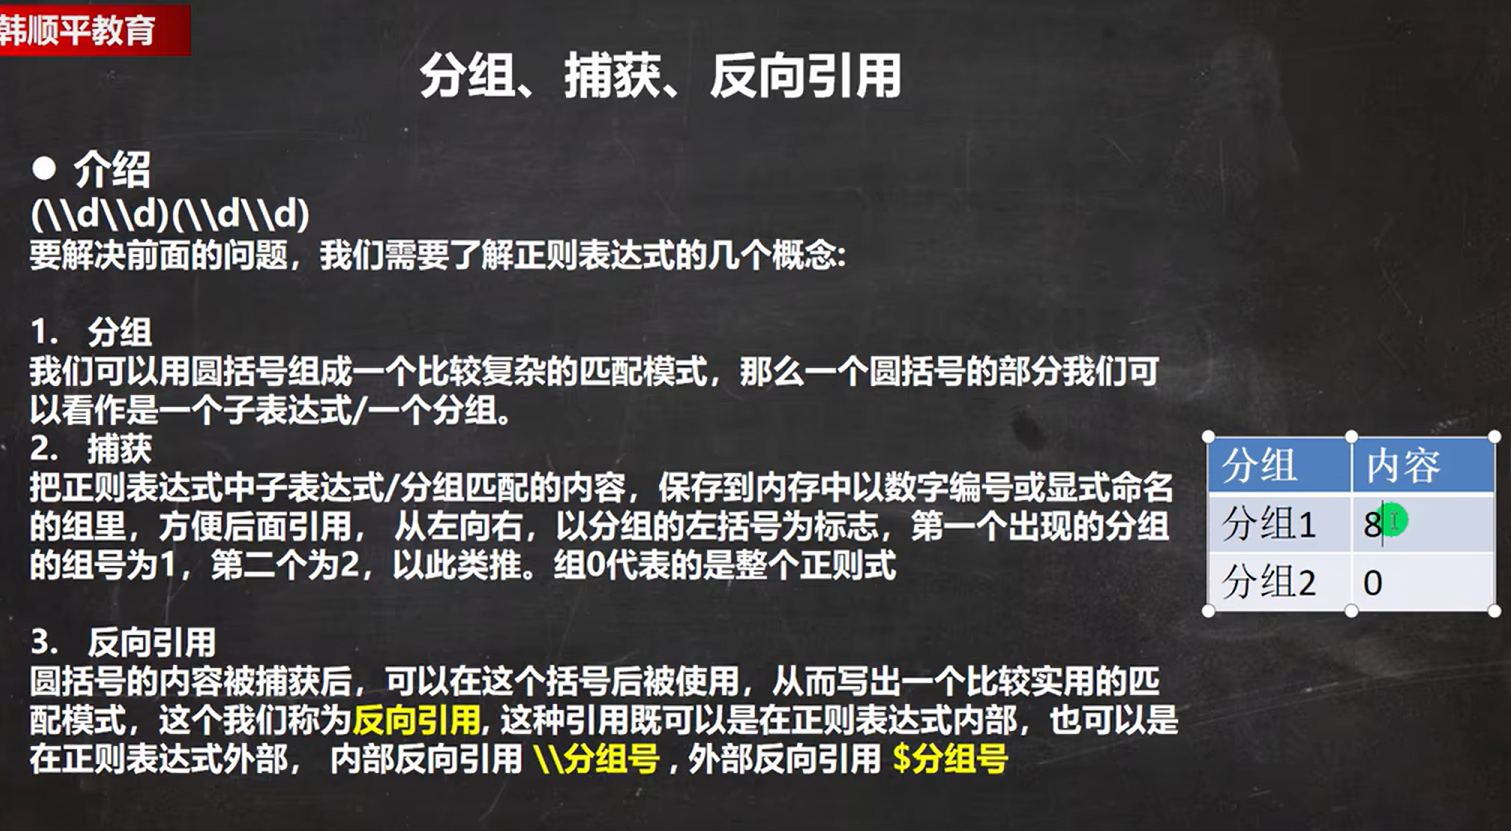 韩顺平教育
分组、捕获、反向引用
● 介绍
(\\d\\d)(\\d\\d)
要解决前面的问题，我们需要了解正则表达式的几个概念:
1. 分组
我们可以用圆括号组成一个比较复杂的匹配模式，那么一个圆括号的部分我们可
以看作是一个子表达式/一个分组。
2. 捕获
把正则表达式中子表达式/分组匹配的内容，保存到内存中以数字编号或显式命名
的组里，方便后面引用， 从左向右，以分组的左括号为标志，第一个出现的分组
的组号为1，第二个为2，以此类推。组0代表的是整个正则式
3. 反向引用
圆括号的内容被捕获后，可以在这个括号后被使用，从而写出一个比较实用的匹
配模式，这个我们称为反向引用, 这种引用既可以是在正则表达式内部，也可以是
在正则表达式外部， 内部反向引用 \\分组号 , 外部反向引用 $分组号
分组 内容
分组1 8
分组2 0